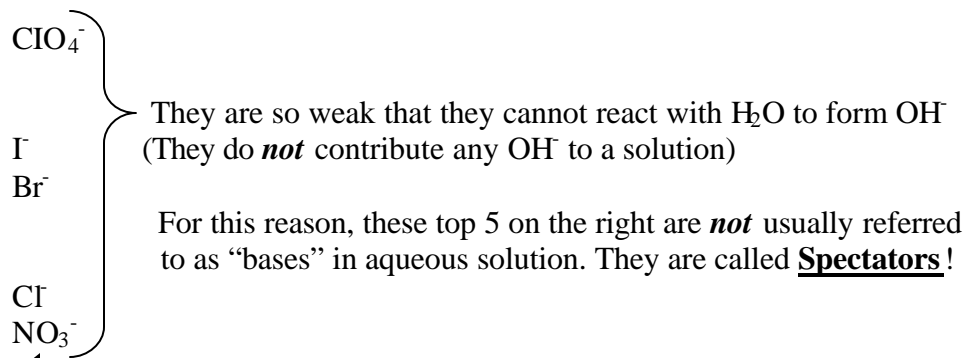 ClO₄⁻
They are so weak that they cannot react with H₂O to form OH⁻
I⁻
(They do not contribute any OH⁻ to a solution)
Br⁻
For this reason, these top 5 on the right are not usually referred
to as “bases” in aqueous solution. They are called Spectators!
Cl⁻
NO₃⁻